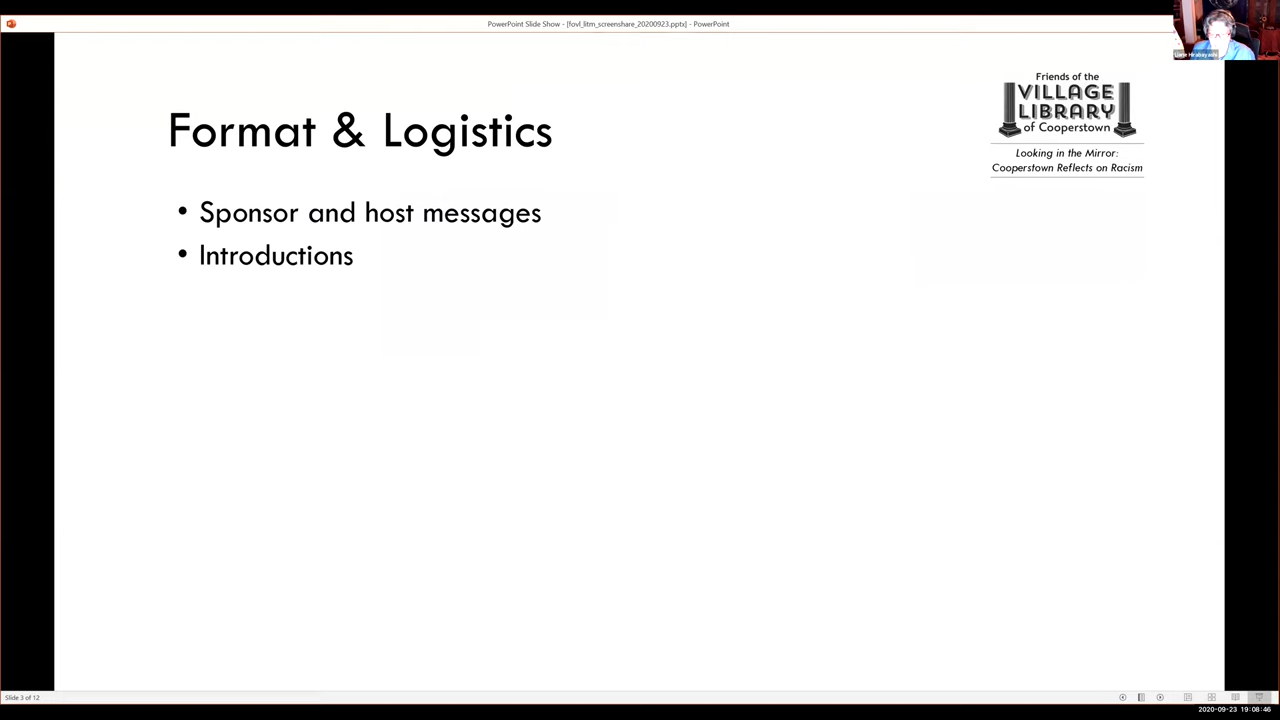 PowerPoint Slide Show - [fovl_litm_screenshare_20200923.pptx] - PowerPoint
Liane Hirabayashi
Friends of the
VILLAGE
LIBRARY
of Cooperstown
Looking in the Mirror:
Cooperstown Reflects on Racism
Format & Logistics
• Sponsor and host messages
• Introductions
Slide 3 of 12
2020-09-23 19:08:46